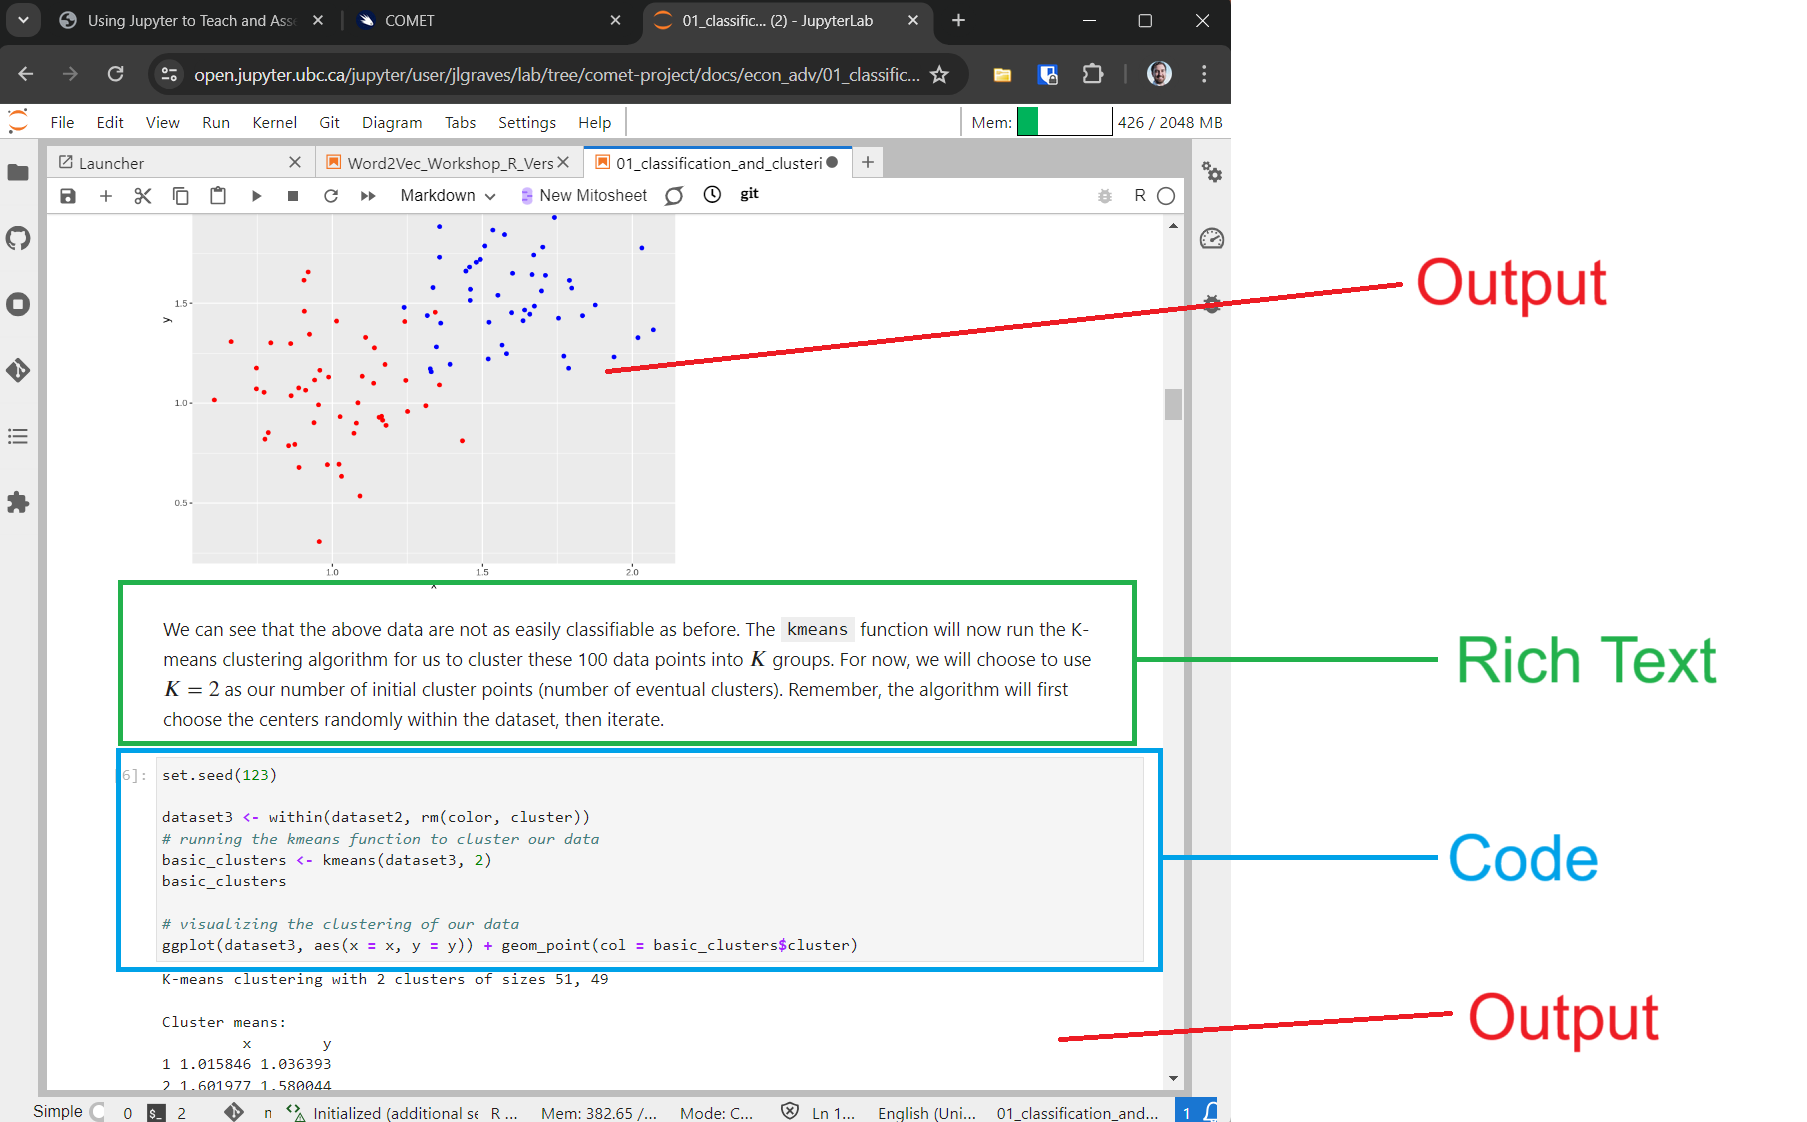 Using Jupyter to Teach and Asse
COMET
01_classific... (2) - JupyterLab
open.jupyter.ubc.ca/jupyter/user/jlgraves/lab/tree/comet-project/docs/econ_adv/01_classific...
File Edit View Run Kernel Git Diagram Tabs Settings Help
Mem: 426 / 2048 MB
Launcher
Word2Vec_Workshop_R_Vers
01_classification_and_clusteri
Markdown
New Mitosheet
git
R
1.5
y
1.0
0.5
1.0 1.5 2.0
Output
We can see that the above data are not as easily classifiable as before. The kmeans function will now run the K-
means clustering algorithm for us to cluster these 100 data points into K groups. For now, we will choose to use
K = 2 as our number of initial cluster points (number of eventual clusters). Remember, the algorithm will first
choose the centers randomly within the dataset, then iterate.
Rich Text
6]:
set.seed(123)
dataset3 <- within(dataset2, rm(color, cluster))
# running the kmeans function to cluster our data
basic_clusters <- kmeans(dataset3, 2)
basic_clusters
# visualizing the clustering of our data
ggplot(dataset3, aes(x = x, y = y)) + geom_point(col = basic_clusters$cluster)
Code
K-means clustering with 2 clusters of sizes 51, 49
Cluster means:
x y
1 1.015846 1.036393
2 1.601977 1.580044
Output
Simple 0 $_ 2 Initialized (additional se R ... Mem: 382.65 /... Mode: C... Ln 1... English (Uni... 01_classification_and... 1